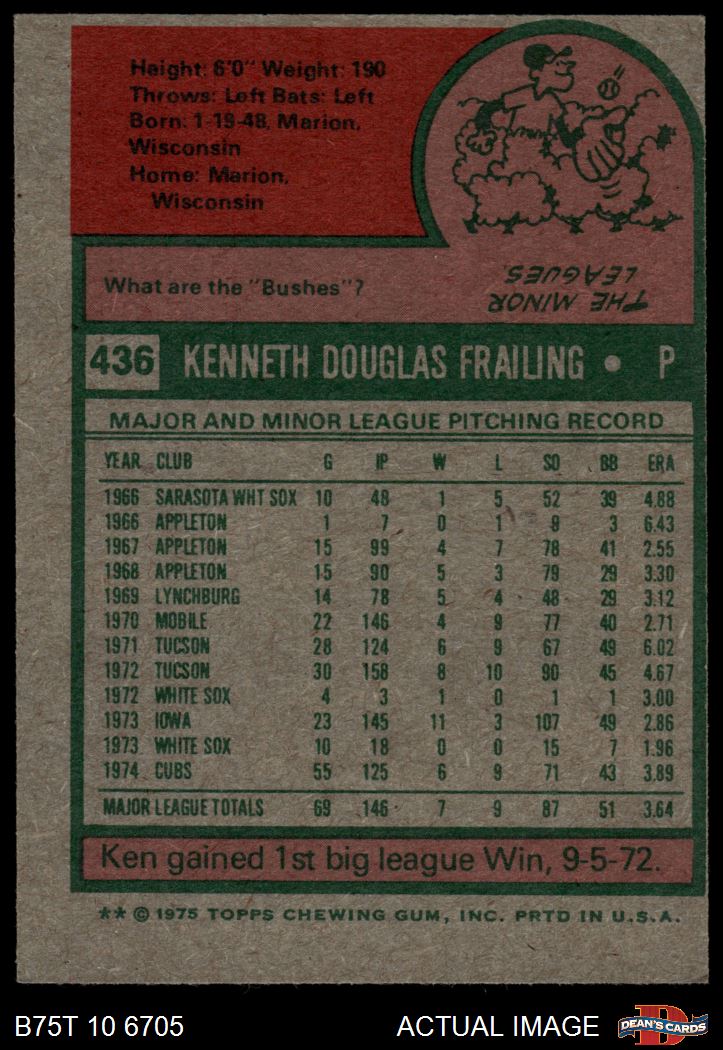 Height: 6'0" Weight: 190
Throws: Left Bats: Left
Born: 1-19-48, Marion,
Wisconsin
Home: Marion,
Wisconsin
What are the "Bushes"?
THE MINOR
LEAGUES.
436 KENNETH DOUGLAS FRAILING • P
MAJOR AND MINOR LEAGUE PITCHING RECORD
YEAR CLUB G IP W L SO BB ERA
1966 SARASOTA WHT SOX 10 48 1 5 52 39 4.88
1966 APPLETON 1 7 0 1 8 3 6.43
1967 APPLETON 15 99 4 7 78 41 2.55
1968 APPLETON 15 90 5 3 79 29 3.30
1969 LYNCHBURG 14 78 5 4 48 29 3.12
1970 MOBILE 22 146 4 9 77 40 2.71
1971 TUCSON 28 124 6 9 67 49 6.02
1972 TUCSON 30 158 8 10 90 45 4.67
1972 WHITE SOX 4 3 1 0 1 1 3.00
1973 IOWA 23 145 11 3 107 49 2.86
1973 WHITE SOX 10 18 0 0 15 7 1.96
1974 CUBS 55 125 6 9 71 43 3.89
MAJOR LEAGUE TOTALS 69 146 7 9 87 51 3.64
Ken gained 1st big league Win, 9-5-72.
** © 1975 TOPPS CHEWING GUM, INC. PRTD IN U.S.A.
B75T 10 6705 ACTUAL IMAGE DEAN'S CARDS